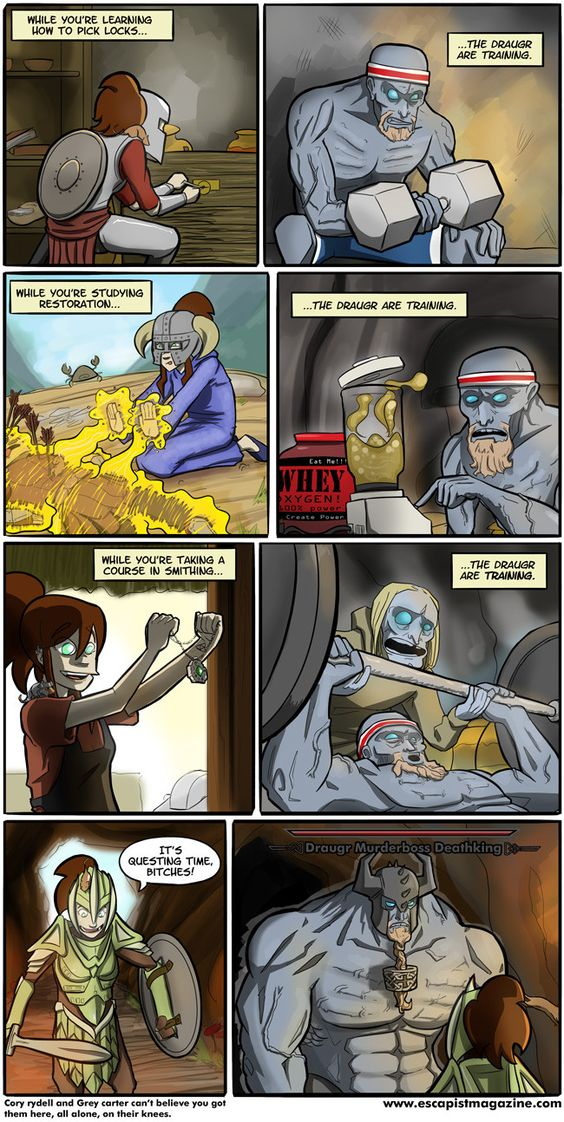 WHILE YOU'RE LEARNING
HOW TO PICK LOCKS...
...THE DRAUGR
ARE TRAINING.
WHILE YOU'RE STUDYING
RESTORATION...
...THE DRAUGR ARE TRAINING.
Eat Me!!!
WHEY
OXYGEN!
100% power
Create Power
WHILE YOU'RE TAKING A
COURSE IN SMITHING...
...THE DRAUGR
ARE TRAINING.
IT'S
QUESTING TIME,
BITCHES!
Draugr Murderboss Deathking
Cory rydell and Grey carter can't believe you got
them here, all alone, on their knees.
www.escapistmagazine.com